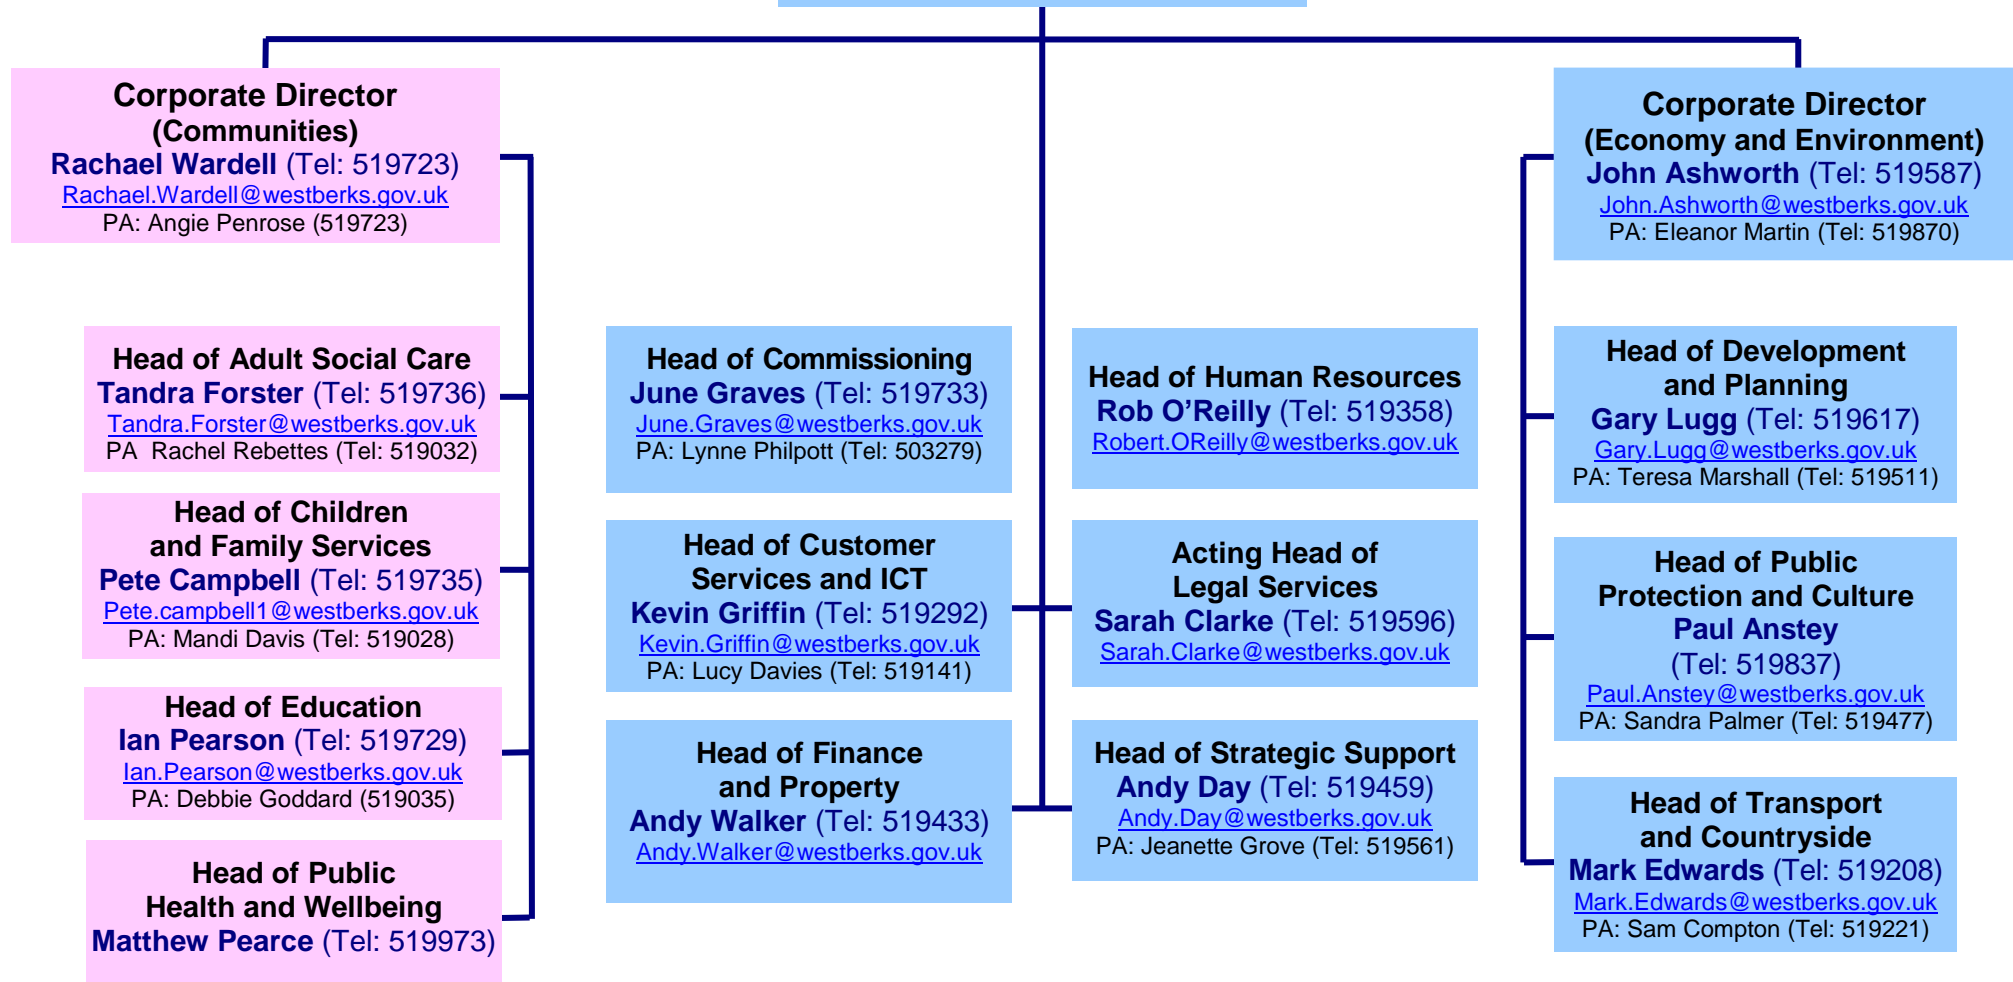 Corporate Director
(Communities)
Rachael Wardell (Tel: 519723)
Rachael.Wardell@westberks.gov.uk
PA: Angie Penrose (519723)
Corporate Director
(Economy and Environment)
John Ashworth (Tel: 519587)
John.Ashworth@westberks.gov.uk
PA: Eleanor Martin (Tel: 519870)
Head of Adult Social Care
Tandra Forster (Tel: 519736)
Tandra.Forster@westberks.gov.uk
PA  Rachel Rebettes (Tel: 519032)
Head of Children
and Family Services
Pete Campbell (Tel: 519735)
Pete.campbell1@westberks.gov.uk
PA: Mandi Davis (Tel: 519028)
Head of Education
Ian Pearson (Tel: 519729)
Ian.Pearson@westberks.gov.uk
PA: Debbie Goddard (519035)
Head of Public
Health and Wellbeing
Matthew Pearce (Tel: 519973)
Head of Commissioning
June Graves (Tel: 519733)
June.Graves@westberks.gov.uk
PA: Lynne Philpott (Tel: 503279)
Head of Customer
Services and ICT
Kevin Griffin (Tel: 519292)
Kevin.Griffin@westberks.gov.uk
PA: Lucy Davies (Tel: 519141)
Head of Finance
and Property
Andy Walker (Tel: 519433)
Andy.Walker@westberks.gov.uk
Head of Human Resources
Rob O’Reilly (Tel: 519358)
Robert.OReilly@westberks.gov.uk
Acting Head of
Legal Services
Sarah Clarke (Tel: 519596)
Sarah.Clarke@westberks.gov.uk
Head of Strategic Support
Andy Day (Tel: 519459)
Andy.Day@westberks.gov.uk
PA: Jeanette Grove (Tel: 519561)
Head of Development
and Planning
Gary Lugg (Tel: 519617)
Gary.Lugg@westberks.gov.uk
PA: Teresa Marshall (Tel: 519511)
Head of Public
Protection and Culture
Paul Anstey
(Tel: 519837)
Paul.Anstey@westberks.gov.uk
PA: Sandra Palmer (Tel: 519477)
Head of Transport
and Countryside
Mark Edwards (Tel: 519208)
Mark.Edwards@westberks.gov.uk
PA: Sam Compton (Tel: 519221)